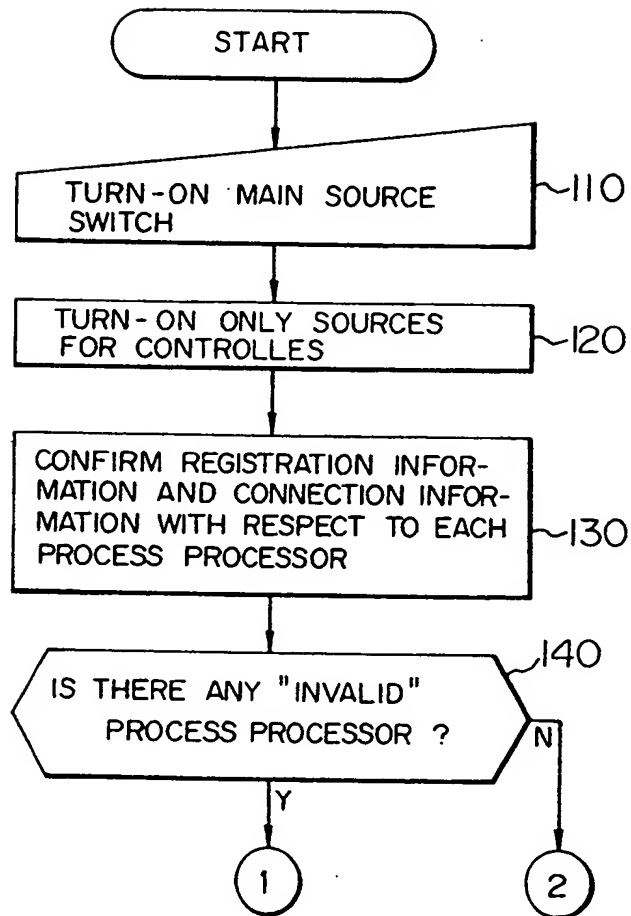 START
TURN-ON MAIN SOURCE
SWITCH
110
TURN-ON ONLY SOURCES
FOR CONTROLLES
120
CONFIRM REGISTRATION INFOR-
MATION AND CONNECTION INFOR-
MATION WITH RESPECT TO EACH
PROCESS PROCESSOR
130
140
IS THERE ANY "INVALID"
PROCESS PROCESSOR ?
N
Y
1
2